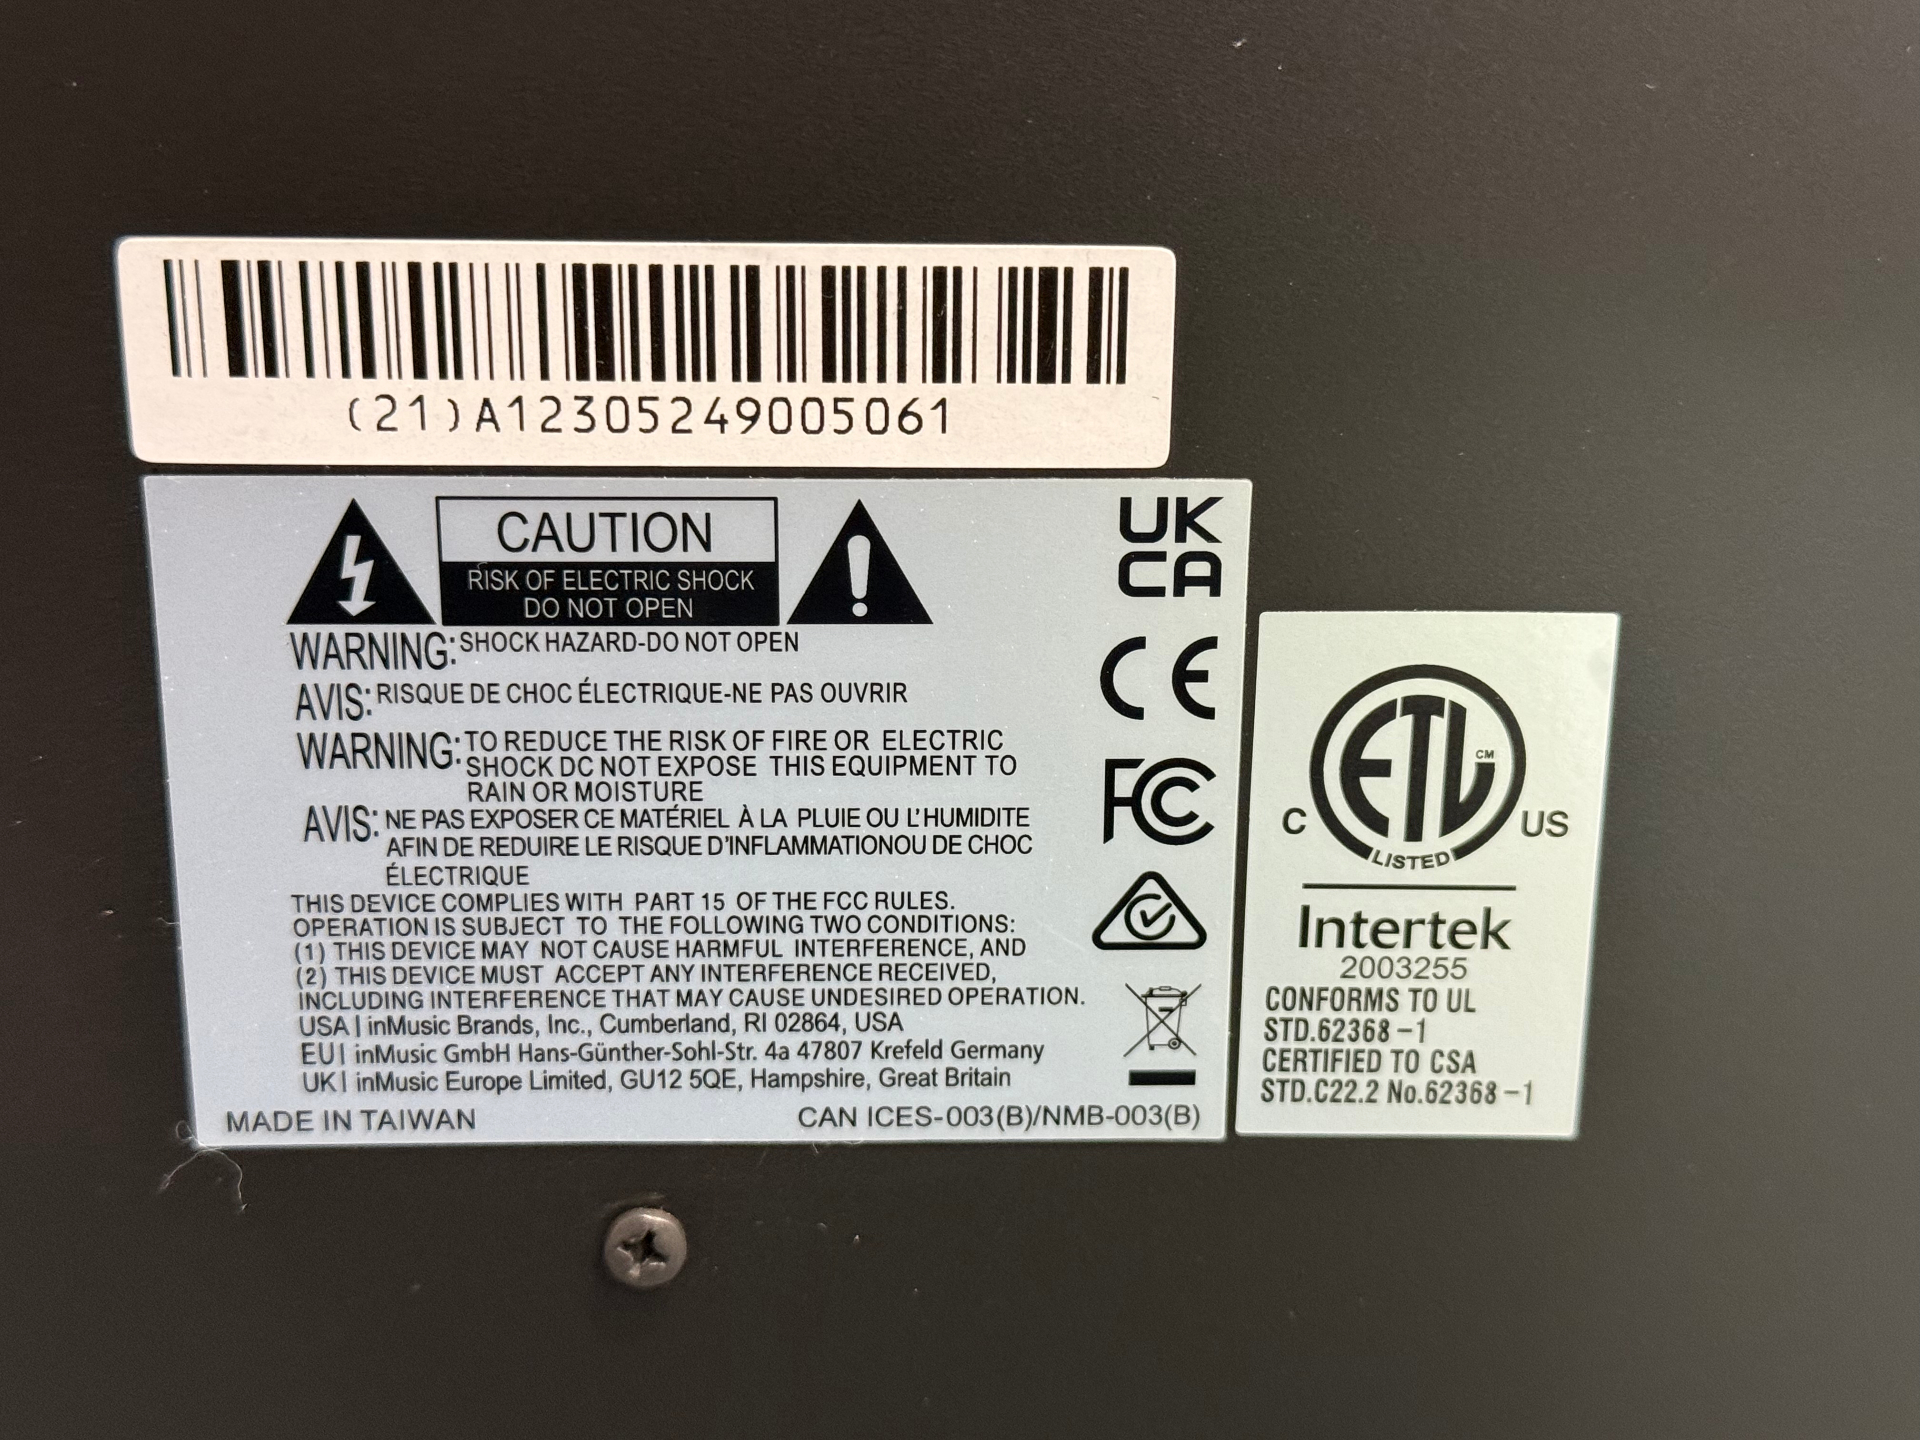 (21)A12305249005061
CAUTION
RISK OF ELECTRIC SHOCK
DO NOT OPEN
WARNING: SHOCK HAZARD-DO NOT OPEN
AVIS: RISQUE DE CHOC ÉLECTRIQUE-NE PAS OUVRIR
WARNING: TO REDUCE THE RISK OF FIRE OR ELECTRIC
SHOCK DC NOT EXPOSE THIS EQUIPMENT TO
RAIN OR MOISTURE
AVIS: NE PAS EXPOSER CE MATÉRIEL À LA PLUIE OU L'HUMIDITE
AFIN DE REDUIRE LE RISQUE D'INFLAMMATIONOU DE CHOC
ÉLECTRIQUE
THIS DEVICE COMPLIES WITH PART 15 OF THE FCC RULES.
OPERATION IS SUBJECT TO THE FOLLOWING TWO CONDITIONS:
(1) THIS DEVICE MAY NOT CAUSE HARMFUL INTERFERENCE, AND
(2) THIS DEVICE MUST ACCEPT ANY INTERFERENCE RECEIVED,
INCLUDING INTERFERENCE THAT MAY CAUSE UNDESIRED OPERATION.
USA | inMusic Brands, Inc., Cumberland, RI 02864, USA
EU | inMusic GmbH Hans-Günther-Sohl-Str. 4a 47807 Krefeld Germany
UK | inMusic Europe Limited, GU12 5QE, Hampshire, Great Britain
MADE IN TAIWAN
CAN ICES-003(B)/NMB-003(B)
UK
CA
CE
FC
ETL CM
C US
LISTED
Intertek
2003255
CONFORMS TO UL
STD.62368-1
CERTIFIED TO CSA
STD.C22.2 No.62368-1